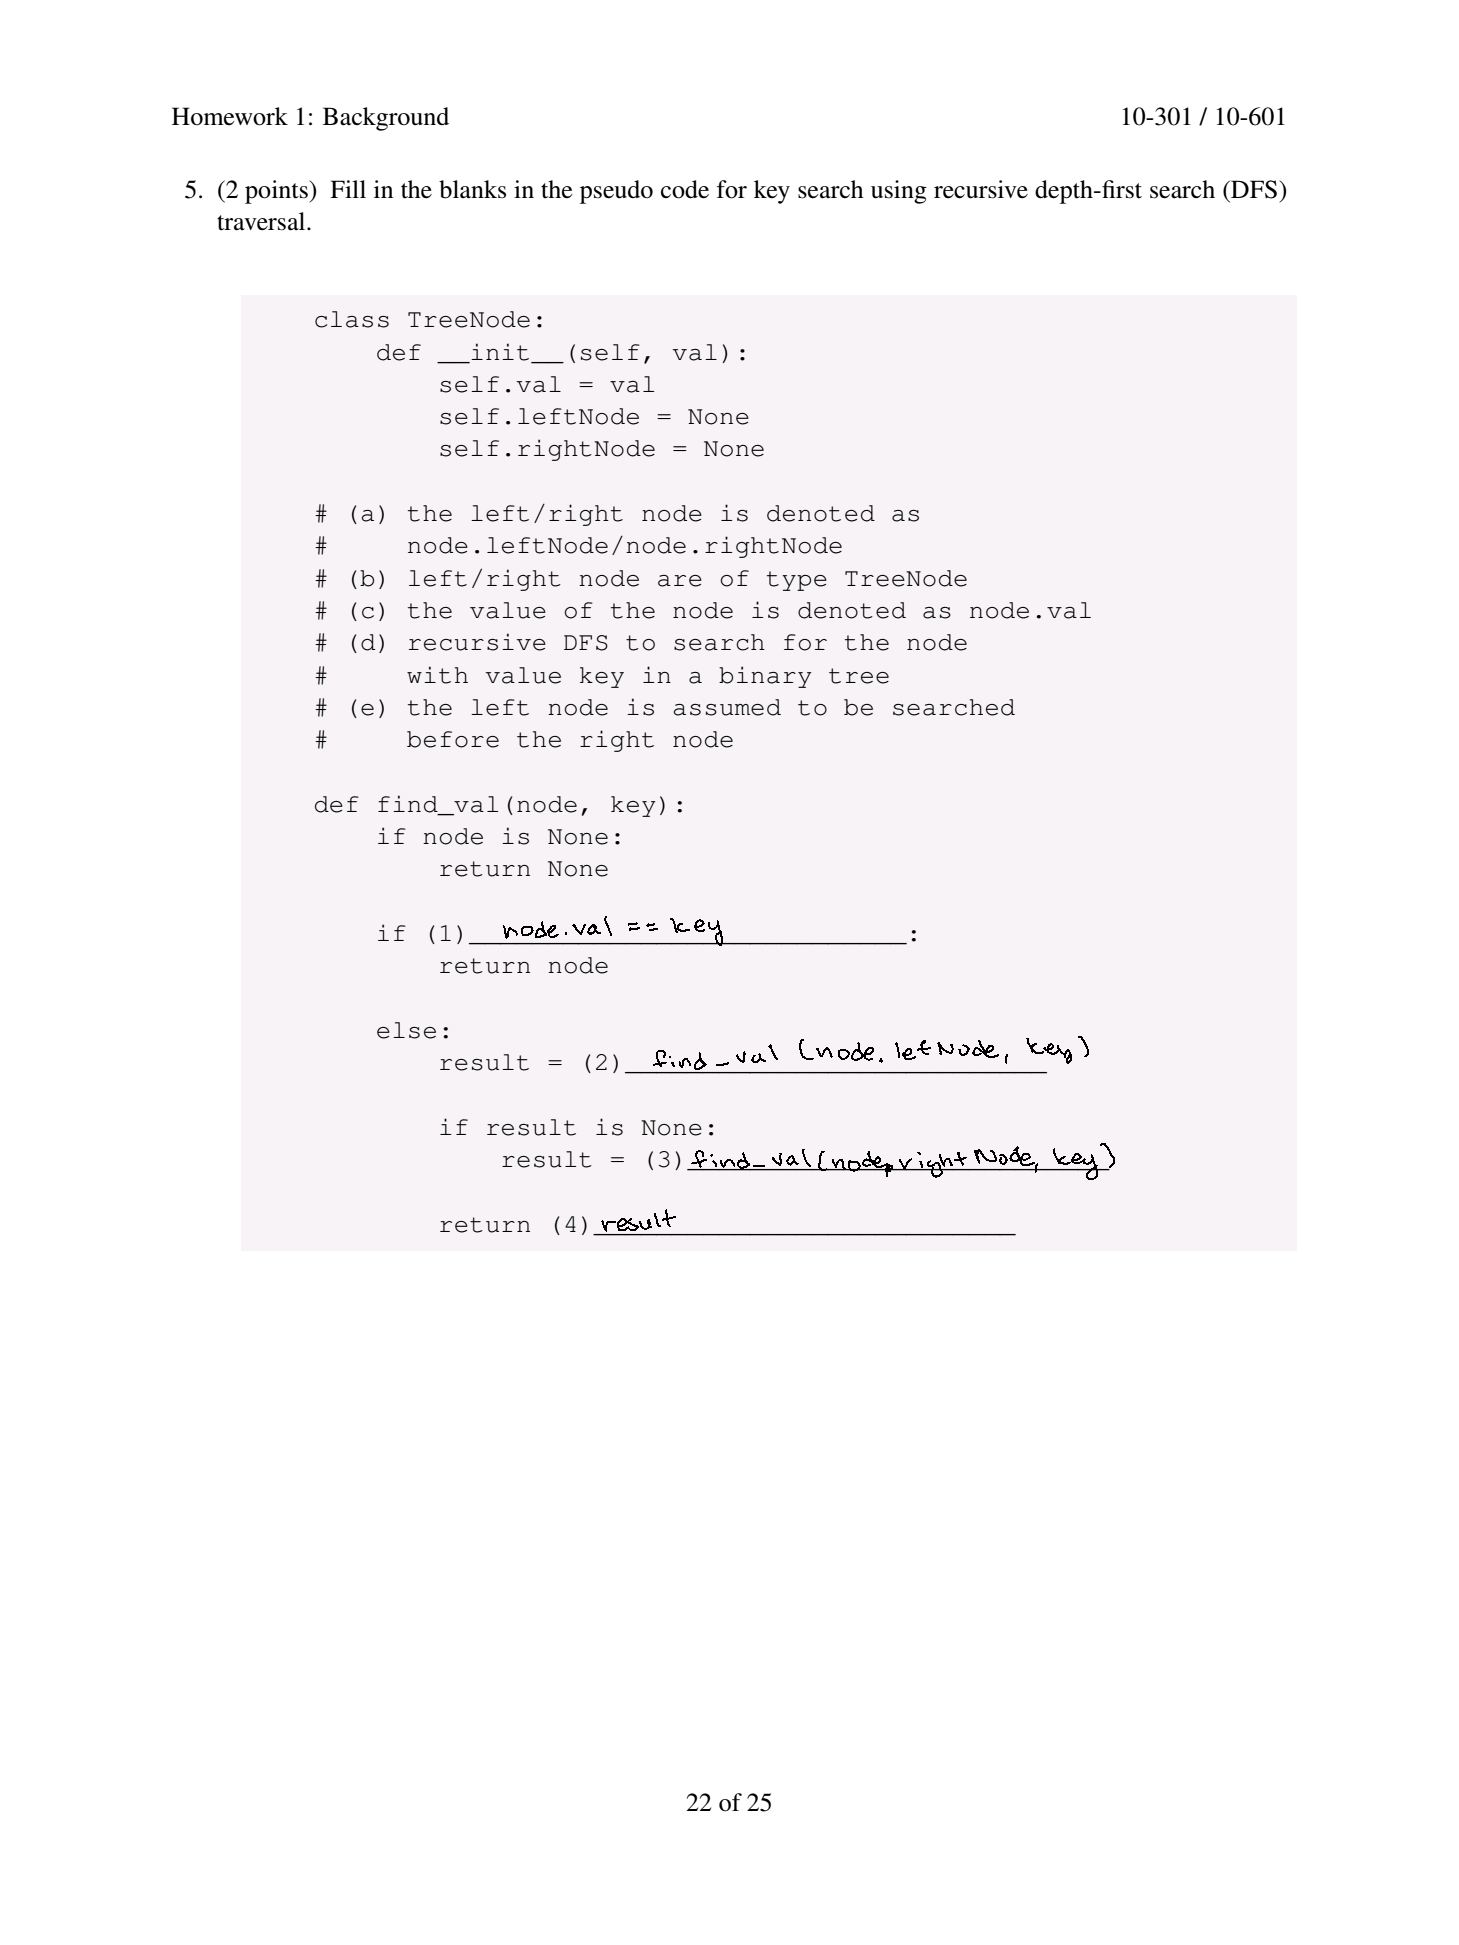 Homework 1: Background 10-301 / 10-601
5. (2 points) Fill in the blanks in the pseudo code for key search using recursive depth-first search (DFS)
traversal.
class TreeNode:
def __init__(self, val):
self.val = val
self.leftNode = None
self.rightNode = None
# (a) the left/right node is denoted as
# node.leftNode/node.rightNode
# (b) left/right node are of type TreeNode
# (c) the value of the node is denoted as node.val
# (d) recursive DFS to search for the node
# with value key in a binary tree
# (e) the left node is assumed to be searched
# before the right node
def find_val(node, key):
if node is None:
return None
if (1) node.val == key :
return node
else:
result = (2) find_val (node.letNode, key)
if result is None:
result = (3) find_val(node.rightNode, key)
return (4) result
22 of 25